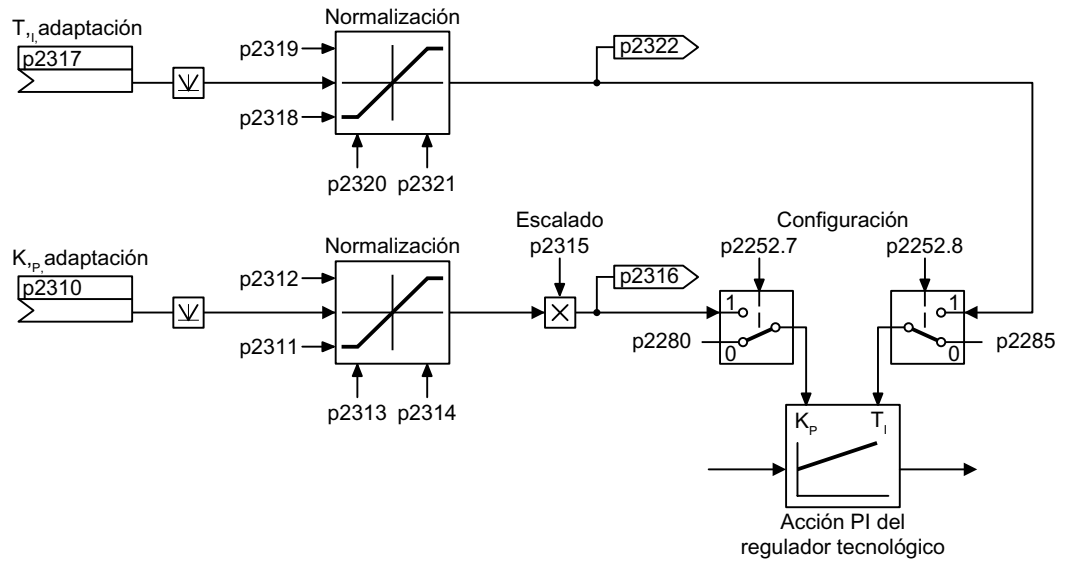 T,I, adaptación
p2317
Normalización
p2319
p2318
p2320 p2321
p2322
K,P, adaptación
p2310
Normalización
p2312
p2311
p2313 p2314
Escalado
p2315
p2316
Configuración
p2252.7 p2252.8
1
0
p2280
1
0
p2285
KP TI
Acción PI del
regulador tecnológico